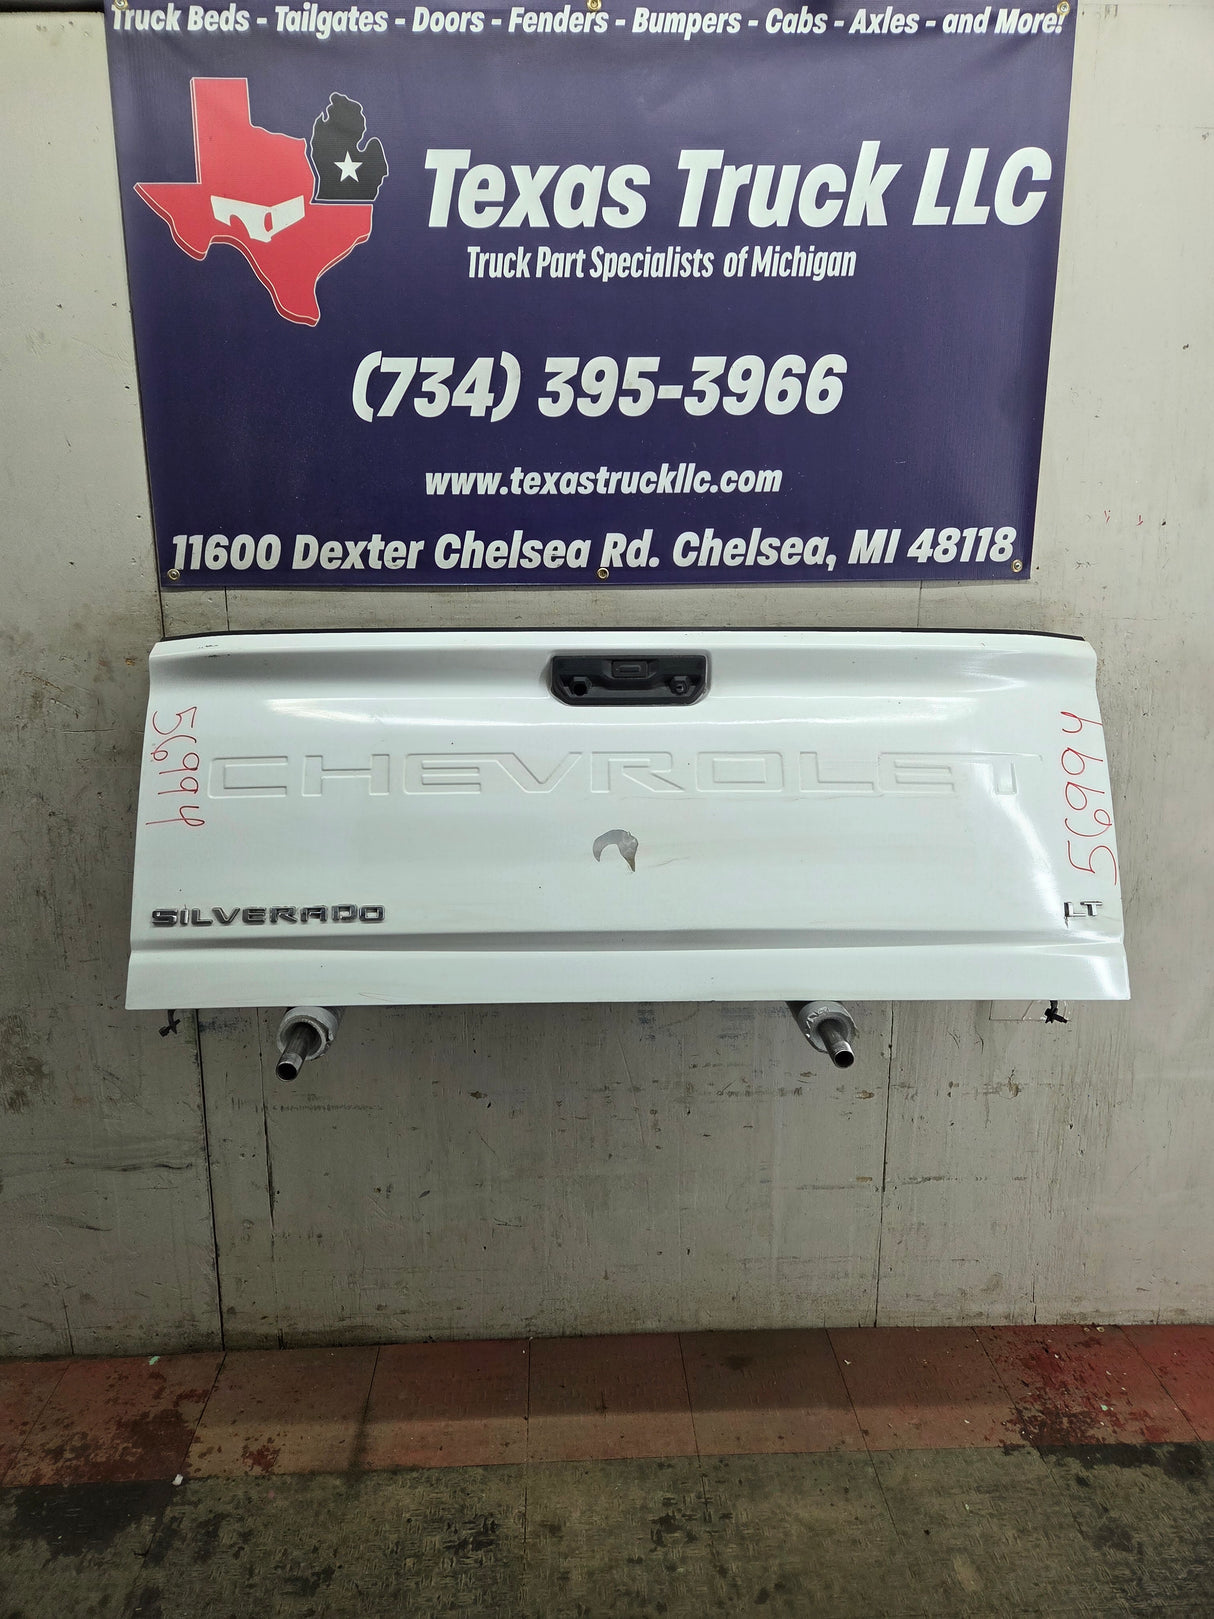 Truck Beds - Tailgates - Doors - Fenders - Bumpers - Cabs - Axles - and More!
Texas Truck LLC
Truck Part Specialists of Michigan
(734) 395-3966
www.texastruckllc.com
11600 Dexter Chelsea Rd. Chelsea, MI 48118
56994
56994
CHEVROLET
SILVERADO
LT